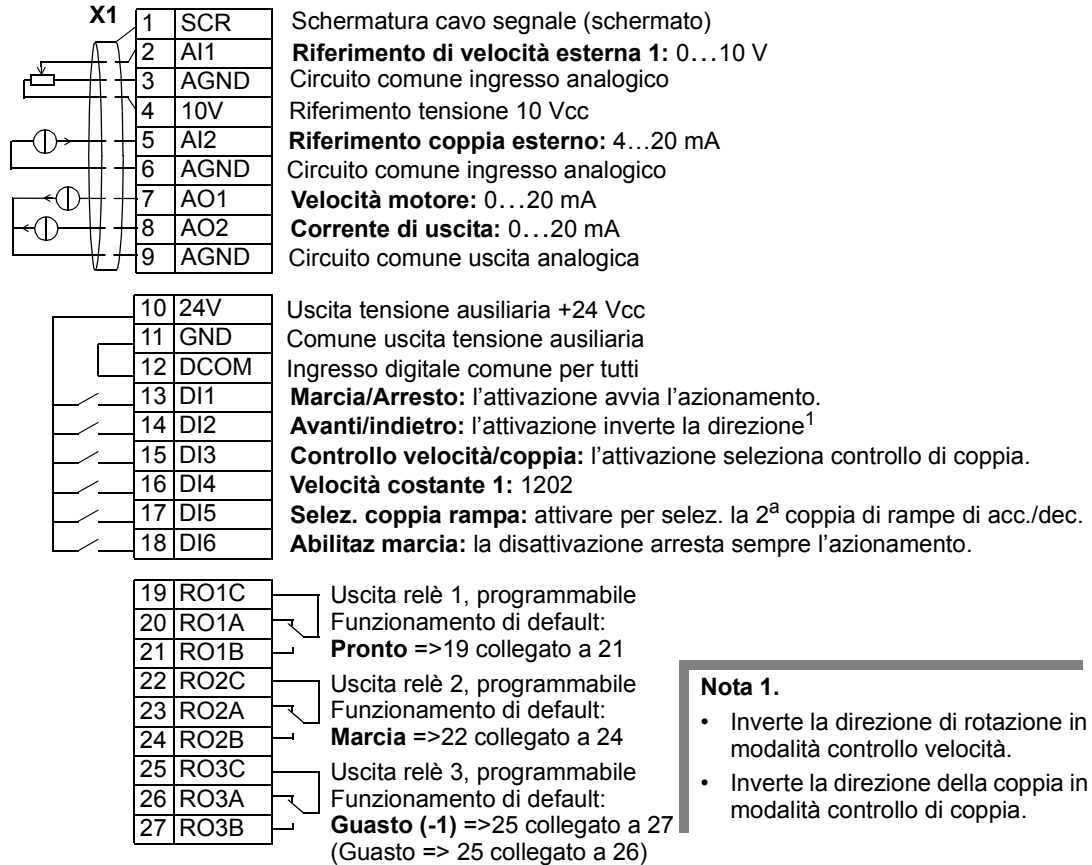 X1
1 SCR Schermatura cavo segnale (schermato)
2 AI1 Riferimento di velocità esterna 1: 0…10 V
3 AGND Circuito comune ingresso analogico
4 10V Riferimento tensione 10 Vcc
5 AI2 Riferimento coppia esterno: 4…20 mA
6 AGND Circuito comune ingresso analogico
7 AO1 Velocità motore: 0…20 mA
8 AO2 Corrente di uscita: 0…20 mA
9 AGND Circuito comune uscita analogica
10 24V Uscita tensione ausiliaria +24 Vcc
11 GND Comune uscita tensione ausiliaria
12 DCOM Ingresso digitale comune per tutti
13 DI1 Marcia/Arresto: l'attivazione avvia l'azionamento.
14 DI2 Avanti/indietro: l'attivazione inverte la direzione1
15 DI3 Controllo velocità/coppia: l'attivazione seleziona controllo di coppia.
16 DI4 Velocità costante 1: 1202
17 DI5 Selez. coppia rampa: attivare per selez. la 2a coppia di rampe di acc./dec.
18 DI6 Abilitaz marcia: la disattivazione arresta sempre l'azionamento.
19 RO1C Uscita relè 1, programmabile
20 RO1A Funzionamento di default:
21 RO1B Pronto =>19 collegato a 21
22 RO2C Uscita relè 2, programmabile
23 RO2A Funzionamento di default:
24 RO2B Marcia =>22 collegato a 24
25 RO3C Uscita relè 3, programmabile
26 RO3A Funzionamento di default:
27 RO3B Guasto (-1) =>25 collegato a 27
(Guasto => 25 collegato a 26)
Nota 1.
• Inverte la direzione di rotazione in
modalità controllo velocità.
• Inverte la direzione della coppia in
modalità controllo di coppia.